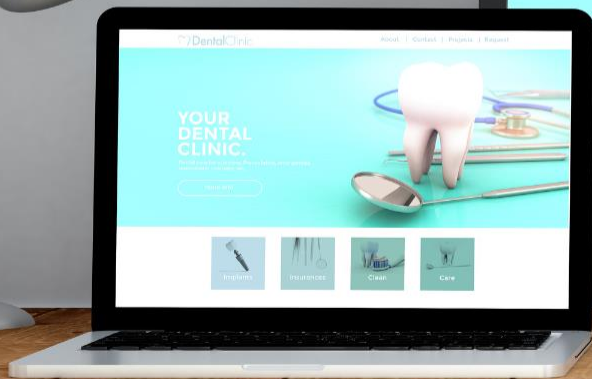 DentalClinic
About | Contact | Projects | Request
YOUR
DENTAL
CLINIC.
Implants
Insurances
Clean
Care